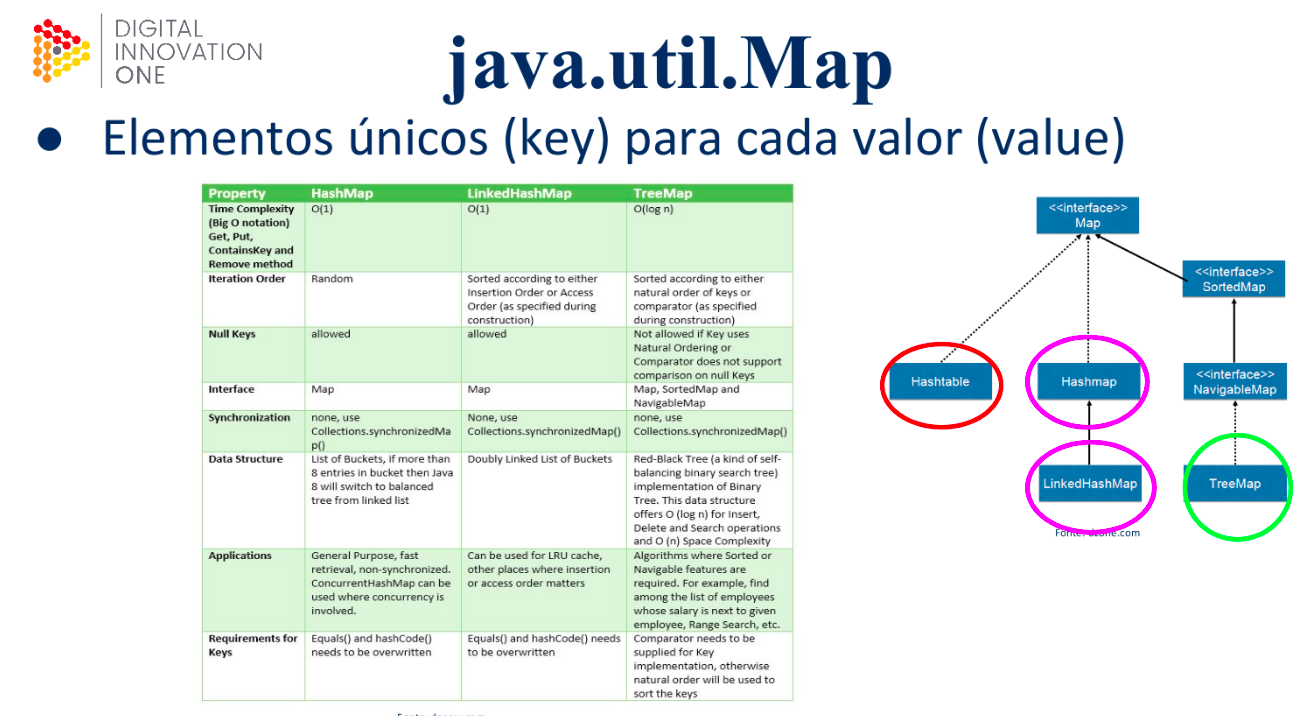 DIGITAL
INNOVATION
ONE
java.util.Map
● Elementos únicos (key) para cada valor (value)
Property HashMap LinkedHashMap TreeMap
Time Complexity
(Big O notation)
Get, Put,
ContainsKey and
Remove method
O(1)
O(1)
O(log n)
Iteration Order
Random
Sorted according to either
Insertion Order or Access
Order (as specified during
construction)
Sorted according to either
natural order of keys or
comparator (as specified
during construction)
Null Keys
allowed
allowed
Not allowed if Key uses
Natural Ordering or
Comparator does not support
comparison on null Keys
Interface
Map
Map
Map, SortedMap and
NavigableMap
Synchronization
none, use
Collections.synchronizedMa
p()
None, use
Collections.synchronizedMap()
none, use
Collections.synchronizedMap()
Data Structure
List of Buckets, if more than
8 entries in bucket then Java
8 will switch to balanced
tree from linked list
Doubly Linked List of Buckets
Red-Black Tree (a kind of self-
balancing binary search tree)
implementation of Binary
Tree. This data structure
offers O (log n) for Insert,
Delete and Search operations
and O (n) Space Complexity
Applications
General Purpose, fast
retrieval, non-synchronized.
ConcurrentHashMap can be
used where concurrency is
involved.
Can be used for LRU cache,
other places where insertion
or access order matters
Algorithms where Sorted or
Navigable features are
required. For example, find
among the list of employees
whose salary is next to given
employee, Range Search, etc.
Requirements for
Keys
Equals() and hashCode()
needs to be overwritten
Equals() and hashCode() needs
to be overwritten
Comparator needs to be
supplied for Key
implementation, otherwise
natural order will be used to
sort the keys
<<interface>>
Map
<<interface>>
SortedMap
Hashtable
Hashmap
<<interface>>
NavigableMap
LinkedHashMap
TreeMap